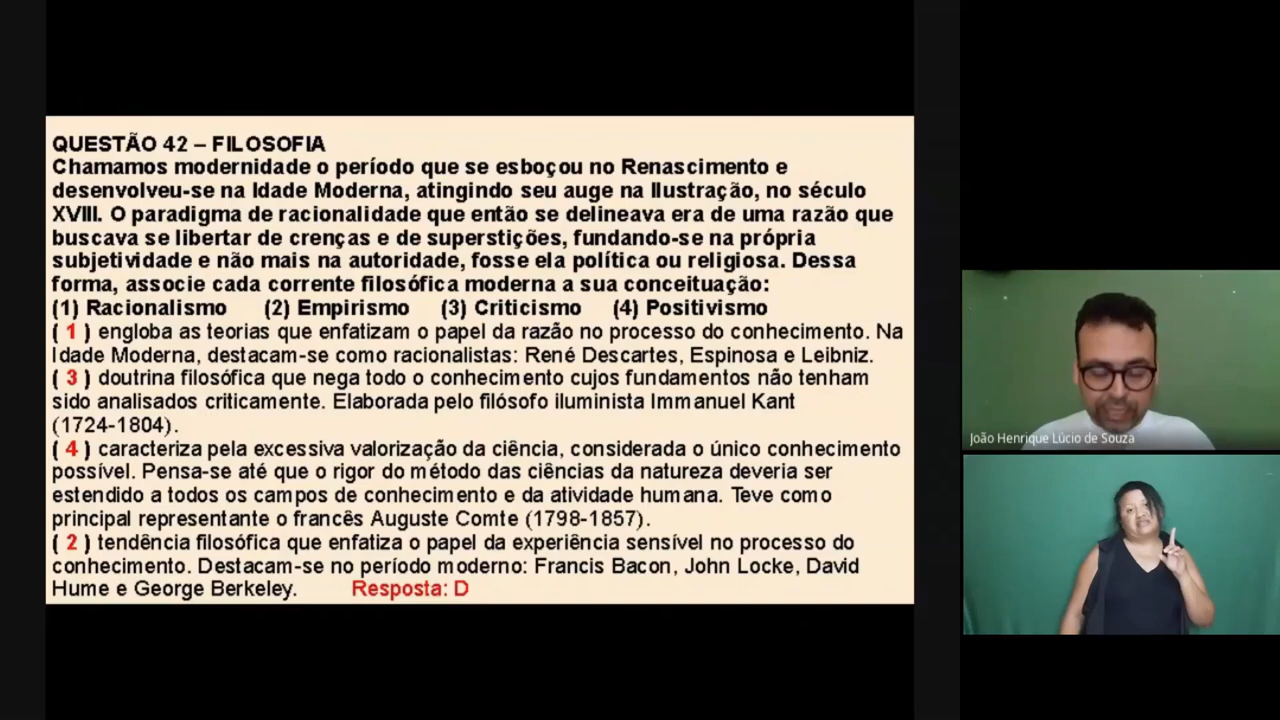 QUESTÃO 42 – FILOSOFIA
Chamamos modernidade o período que se esboçou no Renascimento e
desenvolveu-se na Idade Moderna, atingindo seu auge na Ilustração, no século
XVIII. O paradigma de racionalidade que então se delineava era de uma razão que
buscava se libertar de crenças e de superstições, fundando-se na própria
subjetividade e não mais na autoridade, fosse ela política ou religiosa. Dessa
forma, associe cada corrente filosófica moderna a sua conceituação:
(1) Racionalismo (2) Empirismo (3) Criticismo (4) Positivismo
( 1 ) engloba as teorias que enfatizam o papel da razão no processo do conhecimento. Na
Idade Moderna, destacam-se como racionalistas: René Descartes, Espinosa e Leibniz.
( 3 ) doutrina filosófica que nega todo o conhecimento cujos fundamentos não tenham
sido analisados criticamente. Elaborada pelo filósofo iluminista Immanuel Kant
(1724-1804).
( 4 ) caracteriza pela excessiva valorização da ciência, considerada o único conhecimento
possível. Pensa-se até que o rigor do método das ciências da natureza deveria ser
estendido a todos os campos de conhecimento e da atividade humana. Teve como
principal representante o francês Auguste Comte (1798-1857).
( 2 ) tendência filosófica que enfatiza o papel da experiência sensível no processo do
conhecimento. Destacam-se no período moderno: Francis Bacon, John Locke, David
Hume e George Berkeley. Resposta: D
João Henrique Lúcio de Souza